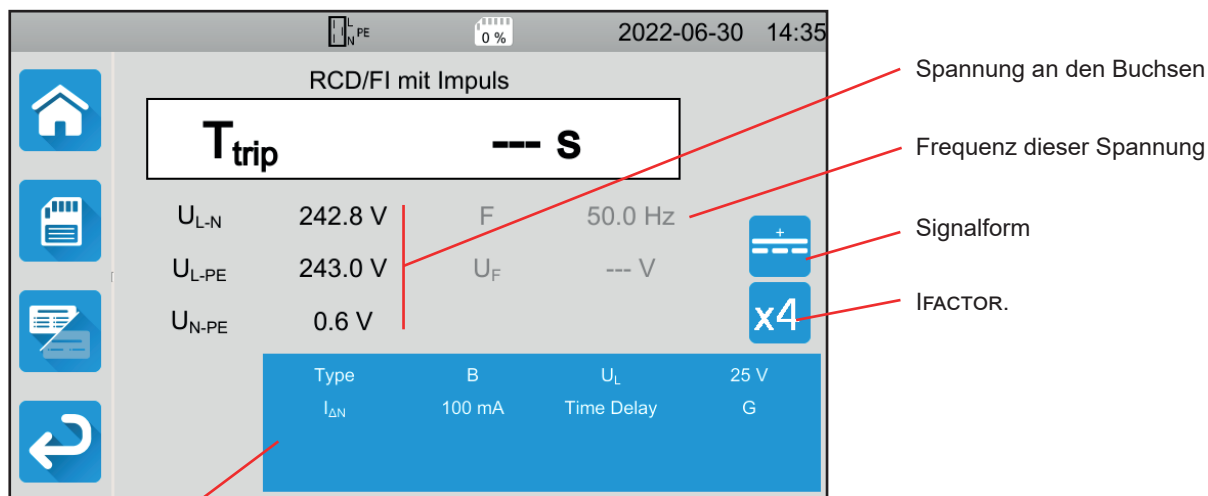 L
N PE 0 % 2022-06-30 14:35
RCD/FI mit Impuls
Ttrip --- s
UL-N 242.8 V F 50.0 Hz
UL-PE 243.0 V UF --- V
UN-PE 0.6 V
+
x4
Type B UL 25 V
IΔN 100 mA Time Delay G
Spannung an den Buchsen
Frequenz dieser Spannung
Signalform
IFACTOR.